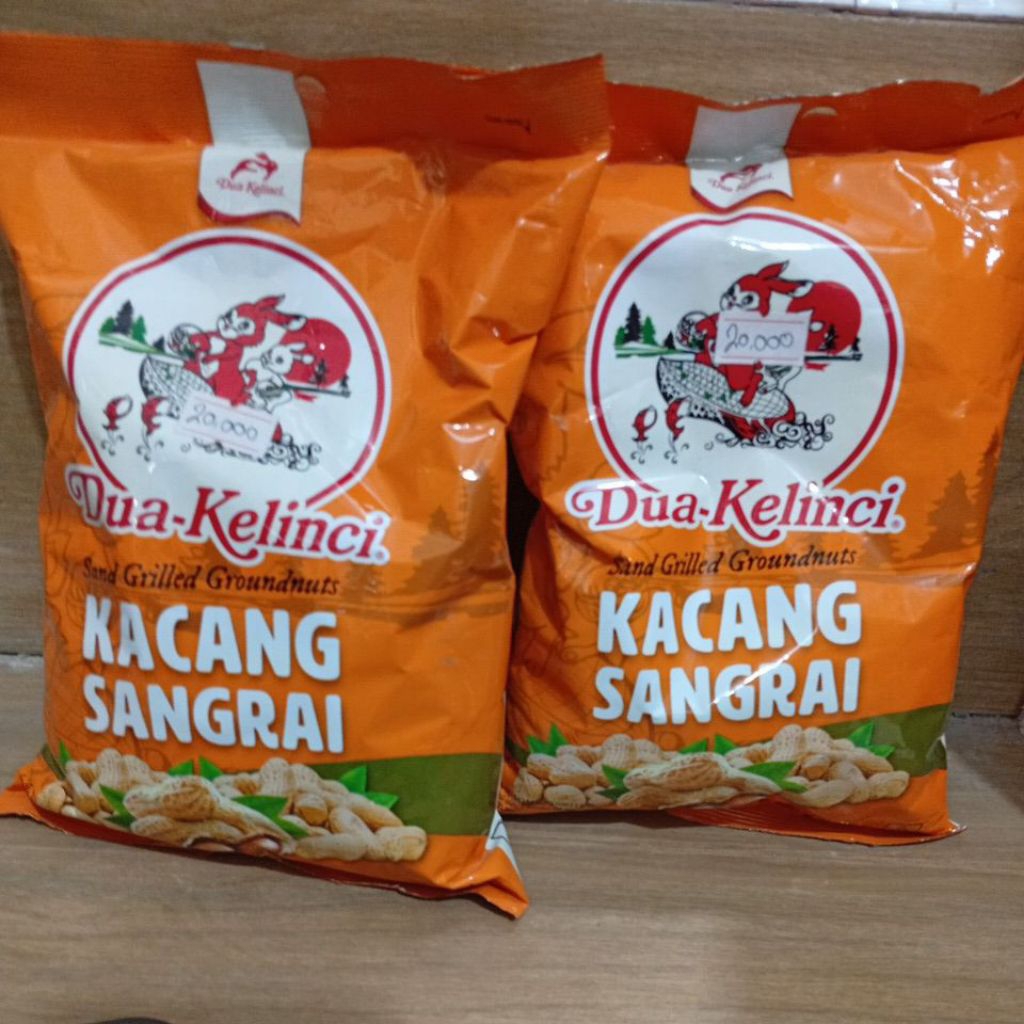 Dua Kelinci.
20.000
Dua-Kelinci
Sand Grilled Groundnuts
KACANG
SANGRAI
Dua Kelinci.
20.000
Dua-Kelinci
Sand Grilled Groundnuts
KACANG
SANGRAI